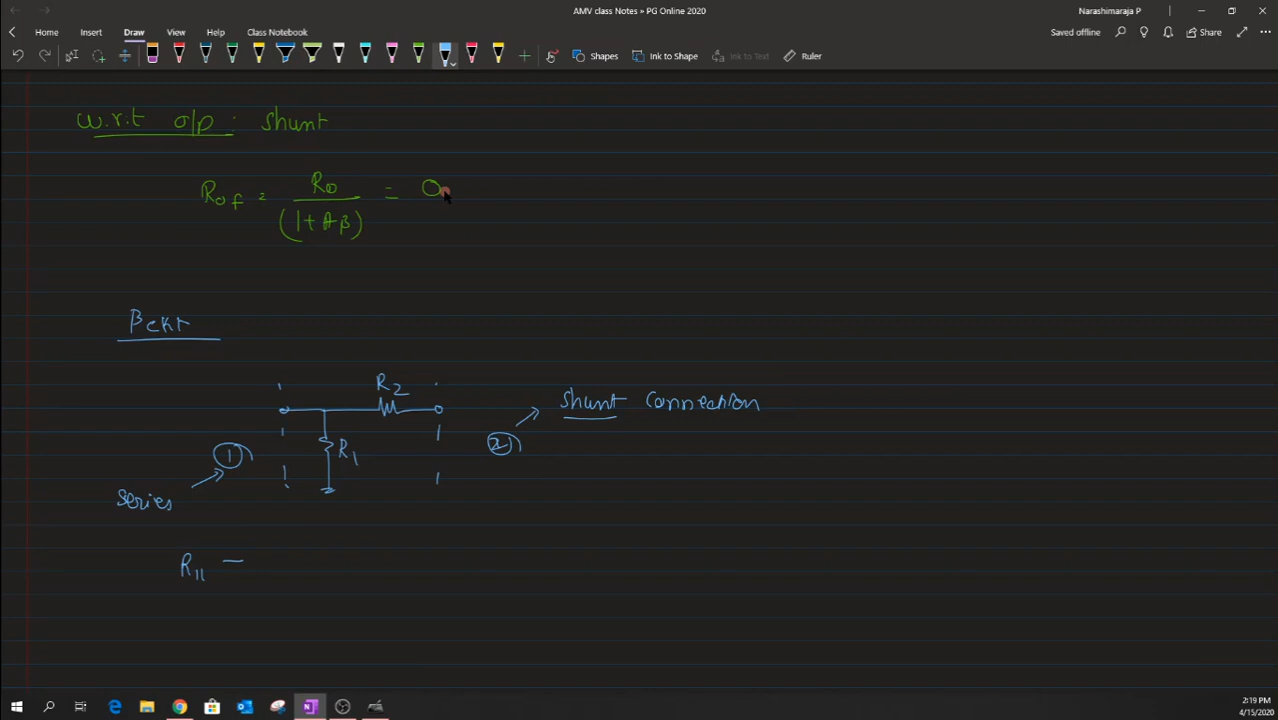 AMV class Notes » PG Online 2020
Narashimaraja P
Home Insert Draw View Help Class Notebook
Saved offline Share
Shapes Ink to Shape Ink to Text Ruler
w.r.t o/p : shunt
Rof = Ro / (1+Aβ) = 0
β ckt
R2
R1
shunt connection
①
②
series
R11 —
2:19 PM
4/15/2020